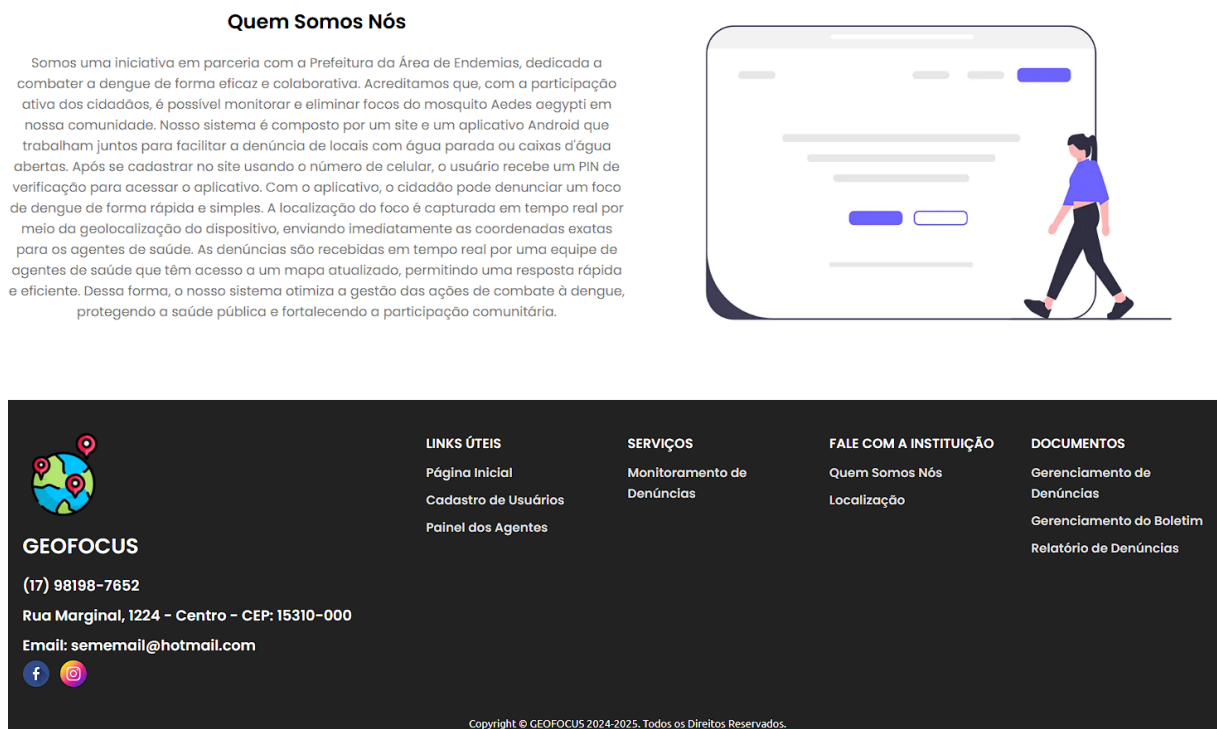 Quem Somos Nós
Somos uma iniciativa em parceria com a Prefeitura da Área de Endemias, dedicada a
combater a dengue de forma eficaz e colaborativa. Acreditamos que, com a participação
ativa dos cidadãos, é possível monitorar e eliminar focos do mosquito Aedes aegypti em
nossa comunidade. Nosso sistema é composto por um site e um aplicativo Android que
trabalham juntos para facilitar a denúncia de locais com água parada ou caixas d'água
abertas. Após se cadastrar no site usando o número de celular, o usuário recebe um PIN de
verificação para acessar o aplicativo. Com o aplicativo, o cidadão pode denunciar um foco
de dengue de forma rápida e simples. A localização do foco é capturada em tempo real por
meio da geolocalização do dispositivo, enviando imediatamente as coordenadas exatas
para os agentes de saúde. As denúncias são recebidas em tempo real por uma equipe de
agentes de saúde que têm acesso a um mapa atualizado, permitindo uma resposta rápida
e eficiente. Dessa forma, o nosso sistema otimiza a gestão das ações de combate à dengue,
protegendo a saúde pública e fortalecendo a participação comunitária.
GEOFOCUS
(17) 98198-7652
Rua Marginal, 1224 - Centro - CEP: 15310-000
Email: sememail@hotmail.com
LINKS ÚTEIS
Página Inicial
Cadastro de Usuários
Painel dos Agentes
SERVIÇOS
Monitoramento de
Denúncias
FALE COM A INSTITUIÇÃO
Quem Somos Nós
Localização
DOCUMENTOS
Gerenciamento de
Denúncias
Gerenciamento do Boletim
Relatório de Denúncias
Copyright © GEOFOCUS 2024-2025. Todos os Direitos Reservados.